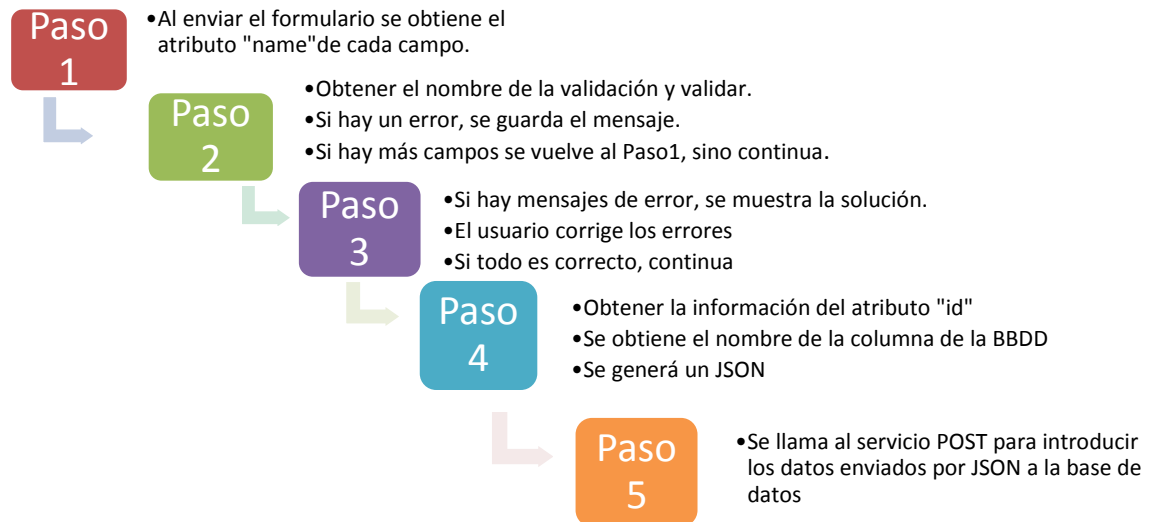 Paso
1
•Al enviar el formulario se obtiene el
atributo "name"de cada campo.
Paso
2
•Obtener el nombre de la validación y validar.
•Si hay un error, se guarda el mensaje.
•Si hay más campos se vuelve al Paso1, sino continua.
Paso
3
•Si hay mensajes de error, se muestra la solución.
•El usuario corrige los errores
•Si todo es correcto, continua
Paso
4
•Obtener la información del atributo "id"
•Se obtiene el nombre de la columna de la BBDD
•Se generá un JSON
Paso
5
•Se llama al servicio POST para introducir
los datos enviados por JSON a la base de
datos